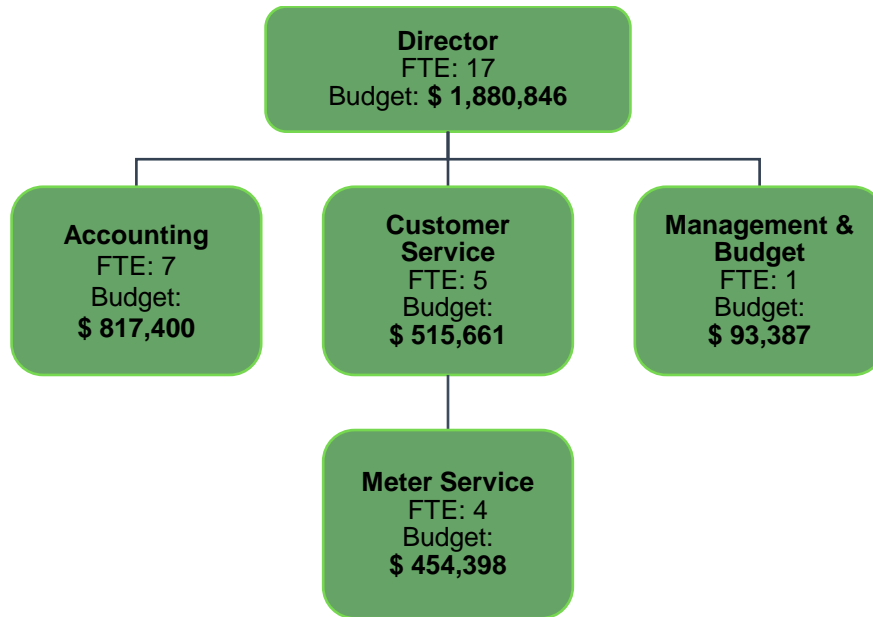 Director
FTE: 17
Budget: $ 1,880,846
Accounting
FTE: 7
Budget:
$ 817,400
Customer
Service
FTE: 5
Budget:
$ 515,661
Management &
Budget
FTE: 1
Budget:
$ 93,387
Meter Service
FTE: 4
Budget:
$ 454,398